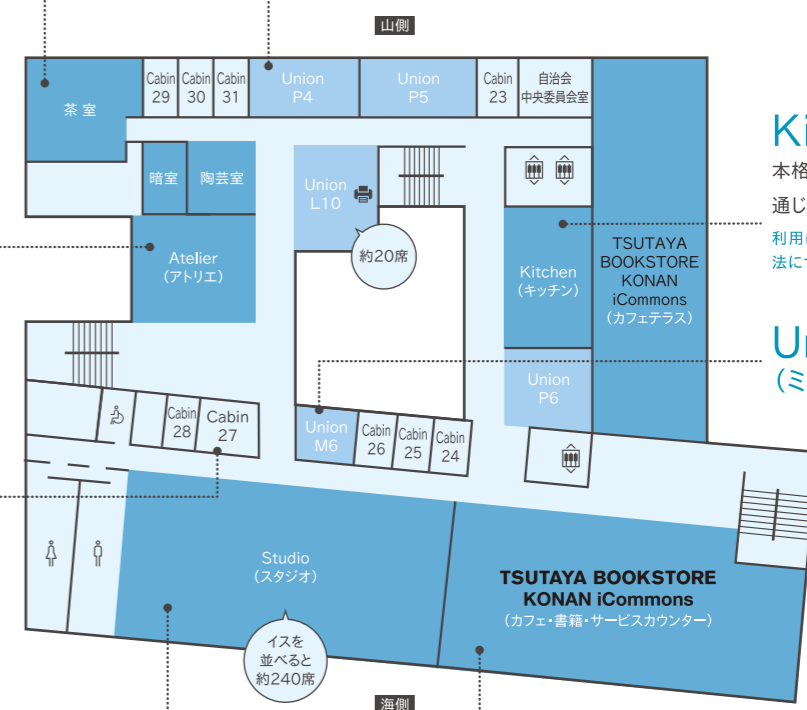 山側
茶室
Cabin
29
Cabin
30
Cabin
31
Union
P4
Union
P5
Cabin
23
自治会
中央委員会室
暗室
陶芸室
Union
L10
約20席
Atelier
(アトリエ)
Kitchen
(キッチン)
TSUTAYA
BOOKSTORE
KONAN
iCommons
(カフェテラス)
Ki
本格
通じ
利用
法に
Un
(ミ
Union
P6
Cabin
28
Cabin
27
Union
M6
Cabin
26
Cabin
25
Cabin
24
Studio
(スタジオ)
イスを
並べると
約240席
TSUTAYA BOOKSTORE
KONAN iCommons
(カフェ・書籍・サービスカウンター)
海側